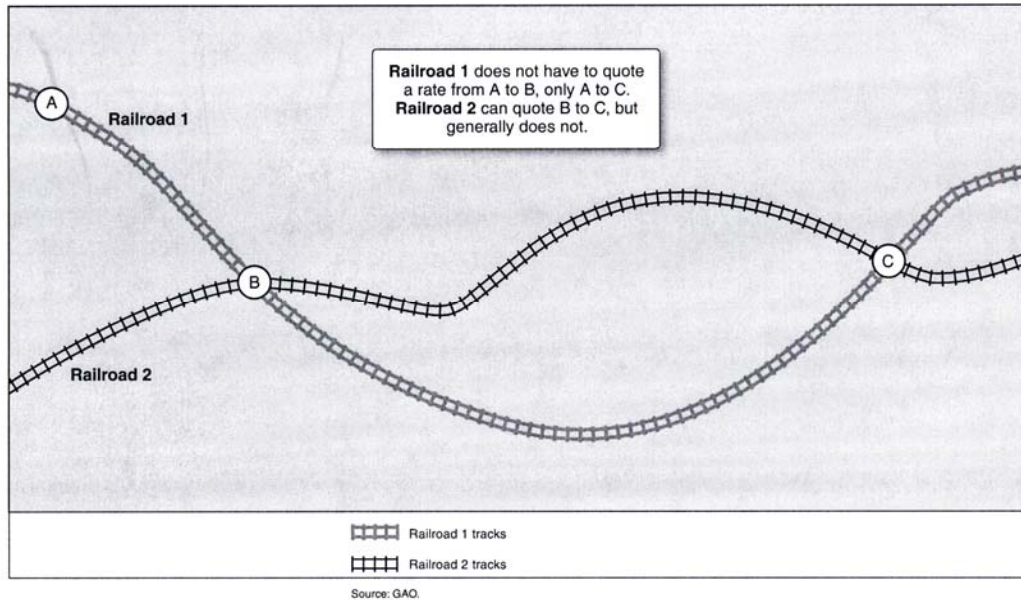 A
Railroad 1
Railroad 1 does not have to quote
a rate from A to B, only A to C.
Railroad 2 can quote B to C, but
generally does not.
B
C
Railroad 2
Railroad 1 tracks
Railroad 2 tracks
Source: GAO.